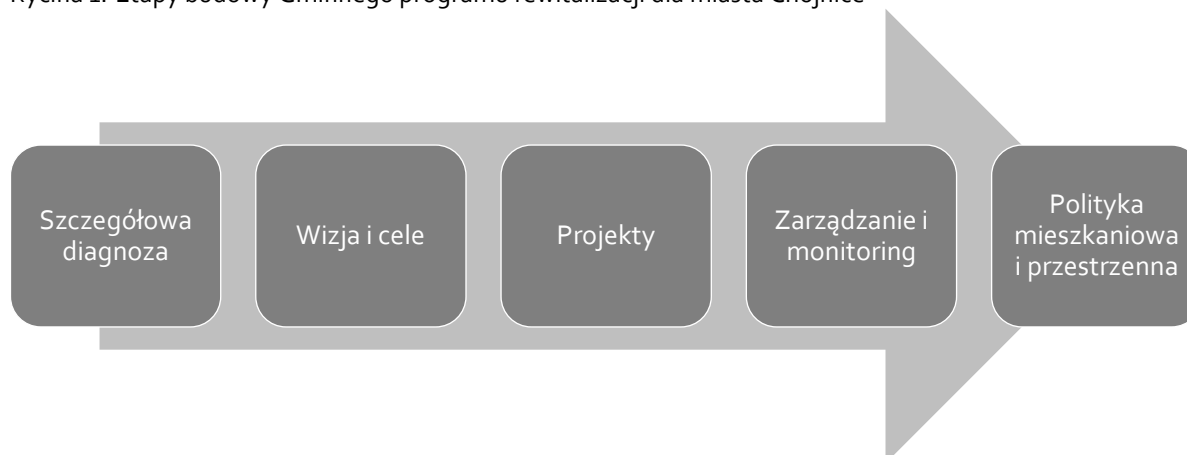 Rycina 1. Etapy budowy Gminnego programu rewitalizacji dla miasta Chojnice
Szczegółowa
diagnoza
Wizja i cele
Projekty
Zarządzanie i
monitoring
Polityka
mieszkaniowa
i przestrzenna